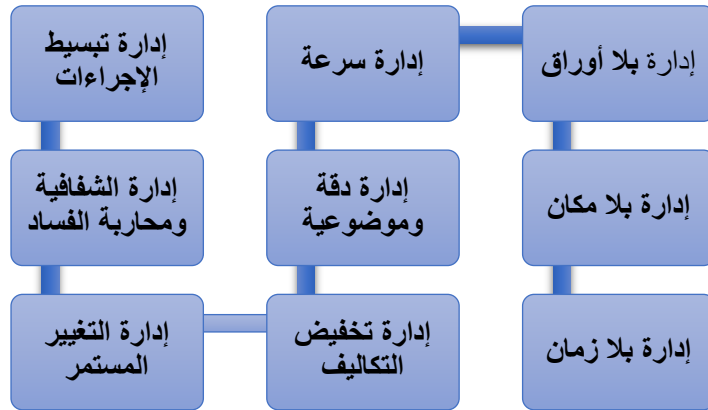 إدارة بلا أوراق
إدارة سرعة
إدارة تبسيط
الإجراءات
إدارة بلا مكان
إدارة دقة
وموضوعية
إدارة الشفافية
ومحاربة الفساد
إدارة بلا زمان
إدارة تخفيض
التكاليف
إدارة التغيير
المستمر